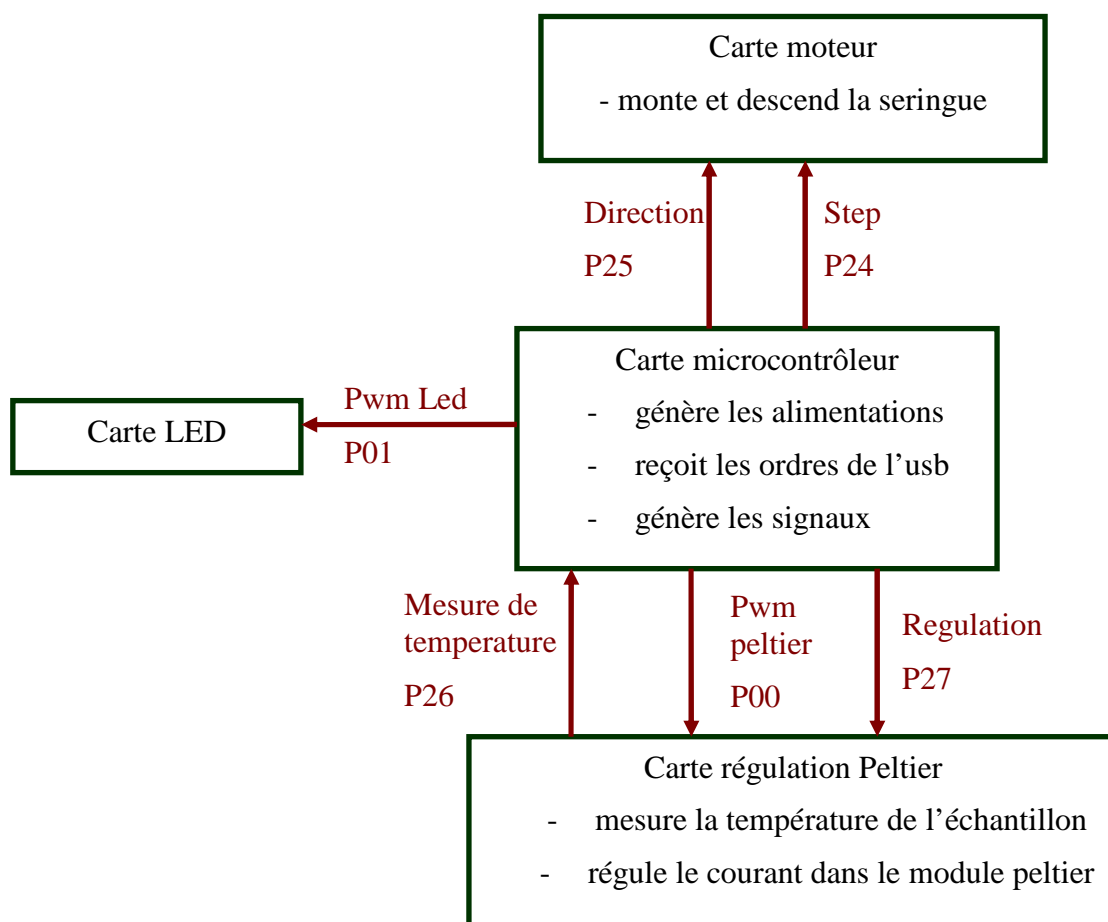 Carte moteur
- monte et descend la seringue
Direction
P25
Step
P24
Carte microcontrôleur
- génère les alimentations
- reçoit les ordres de l’usb
- génère les signaux
Pwm Led
P01
Carte LED
Mesure de
temperature
P26
Pwm
peltier
P00
Regulation
P27
Carte régulation Peltier
- mesure la température de l’échantillon
- régule le courant dans le module peltier